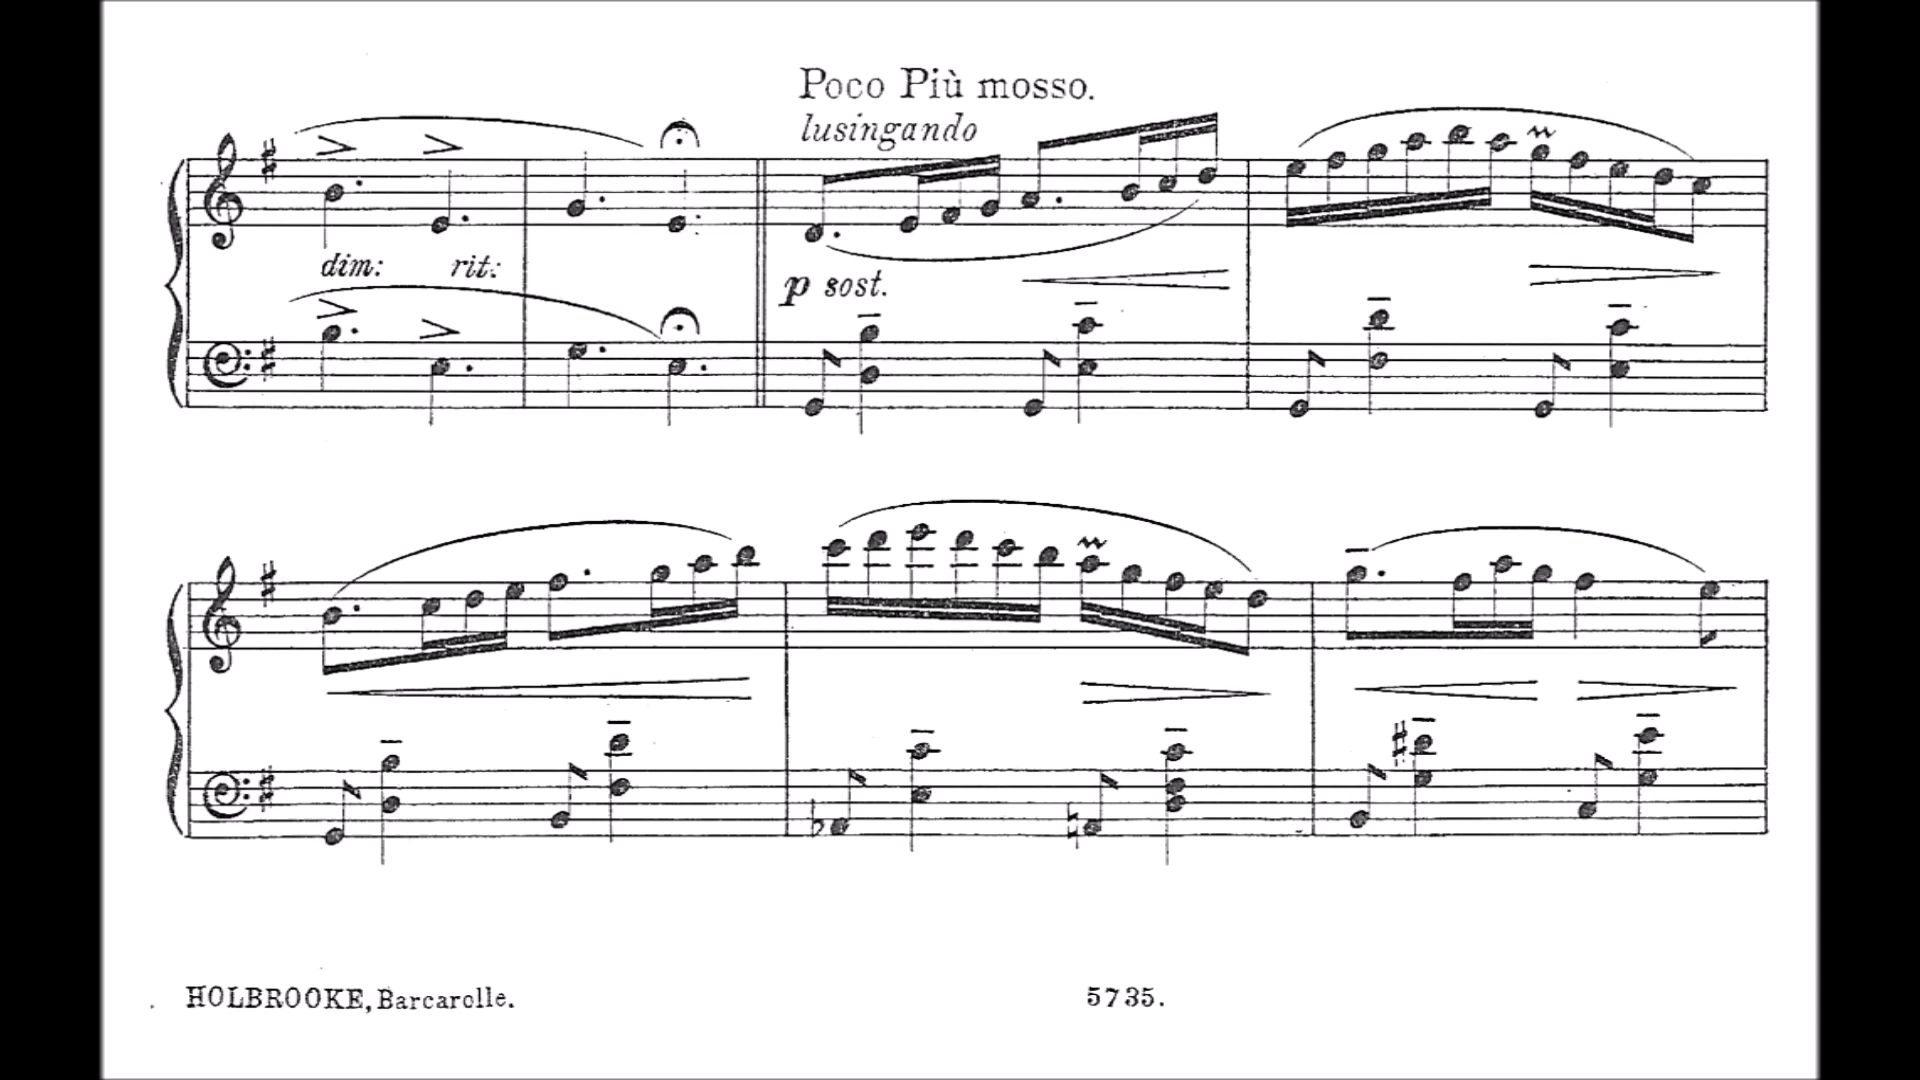 Poco Più mosso.
lusingando
dim: rit:
p sost.
HOLBROOKE, Barcarolle. 5735.